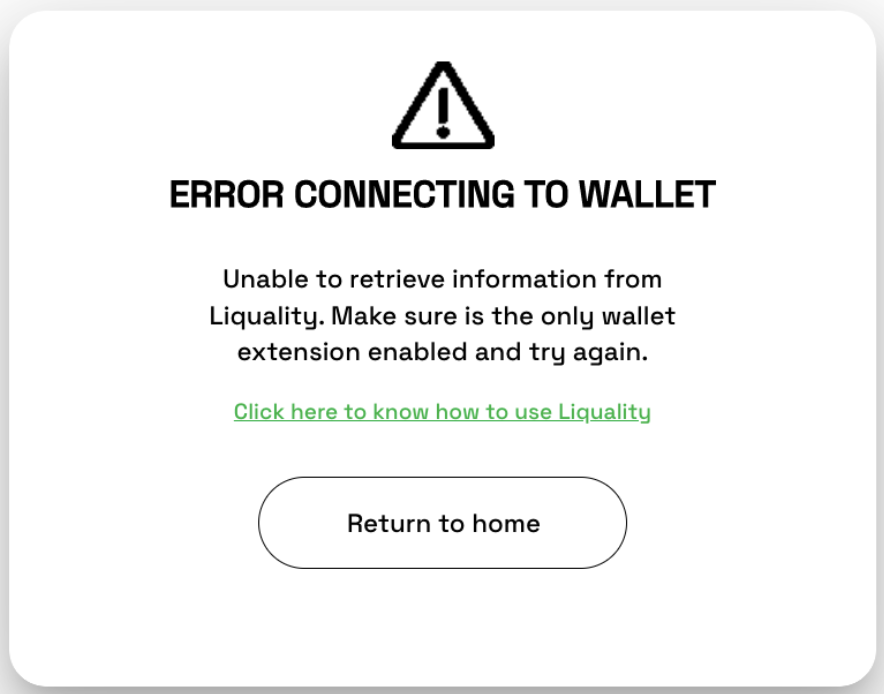 ERROR CONNECTING TO WALLET
Unable to retrieve information from
Liquality. Make sure is the only wallet
extension enabled and try again.
Click here to know how to use Liquality
Return to home